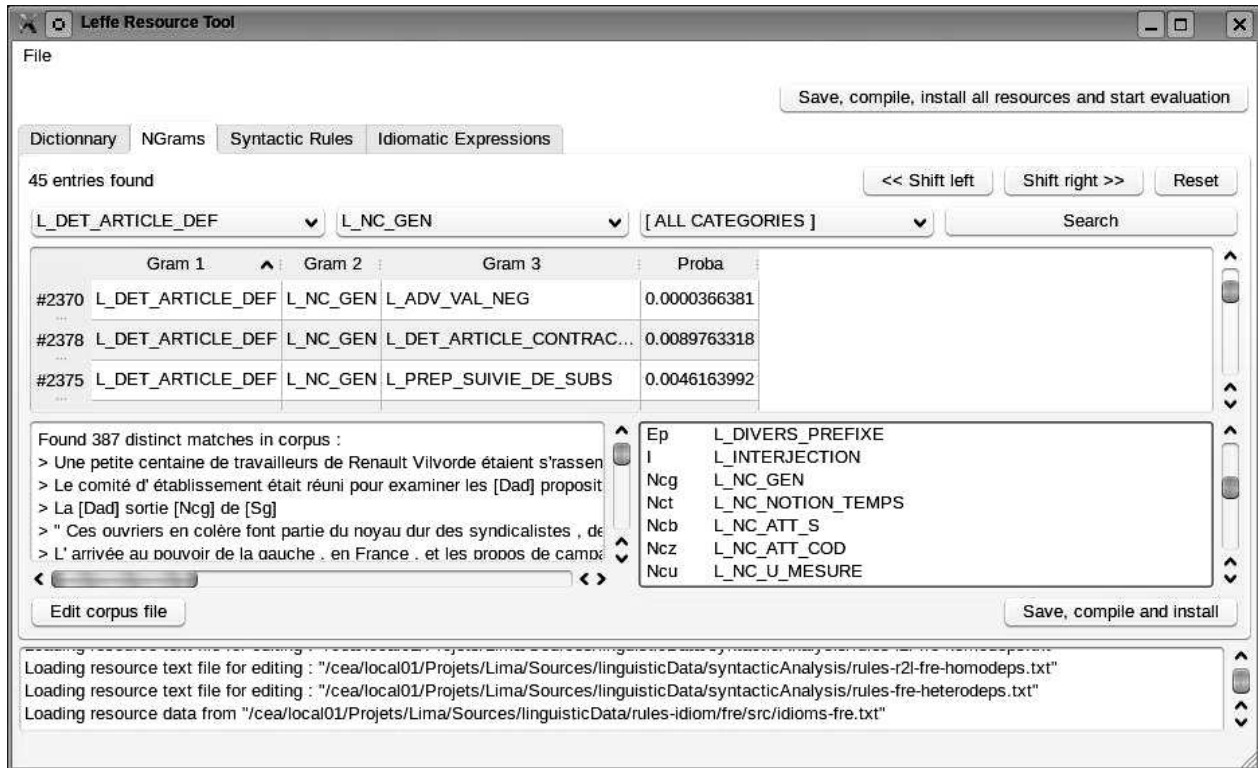 Leffe Resource Tool
File
Save, compile, install all resources and start evaluation
Dictionnary NGrams Syntactic Rules Idiomatic Expressions
45 entries found << Shift left Shift right >> Reset
L_DET_ARTICLE_DEF L_NC_GEN [ ALL CATEGORIES ] Search
Gram 1 Gram 2 Gram 3 Proba
#2370 ... L_DET_ARTICLE_DEF L_NC_GEN L_ADV_VAL_NEG 0.0000366381
#2378 ... L_DET_ARTICLE_DEF L_NC_GEN L_DET_ARTICLE_CONTRAC... 0.0089763318
#2375 ... L_DET_ARTICLE_DEF L_NC_GEN L_PREP_SUIVIE_DE_SUBS 0.0046163992
Found 387 distinct matches in corpus :
> Une petite centaine de travailleurs de Renault Vilvorde étaient s'rassen
> Le comité d' établissement était réuni pour examiner les [Dad] proposit
> La [Dad] sortie [Ncg] de [Sg]
> " Ces ouvriers en colère font partie du noyau dur des syndicalistes , de
> L' arrivée au pouvoir de la gauche , en France , et les propos de campa
Ep L_DIVERS_PREFIXE
I L_INTERJECTION
Ncg L_NC_GEN
Nct L_NC_NOTION_TEMPS
Ncb L_NC_ATT_S
Ncz L_NC_ATT_COD
Ncu L_NC_U_MESURE
Edit corpus file Save, compile and install
Loading resource text file for editing : "/cea/local01/Projets/Lima/Sources/linguisticData/syntacticAnalysis/rules-r2l-fre-homodeps.txt"
Loading resource text file for editing : "/cea/local01/Projets/Lima/Sources/linguisticData/syntacticAnalysis/rules-fre-heterodeps.txt"
Loading resource data from "/cea/local01/Projets/Lima/Sources/linguisticData/rules-idiom/fre/src/idioms-fre.txt"